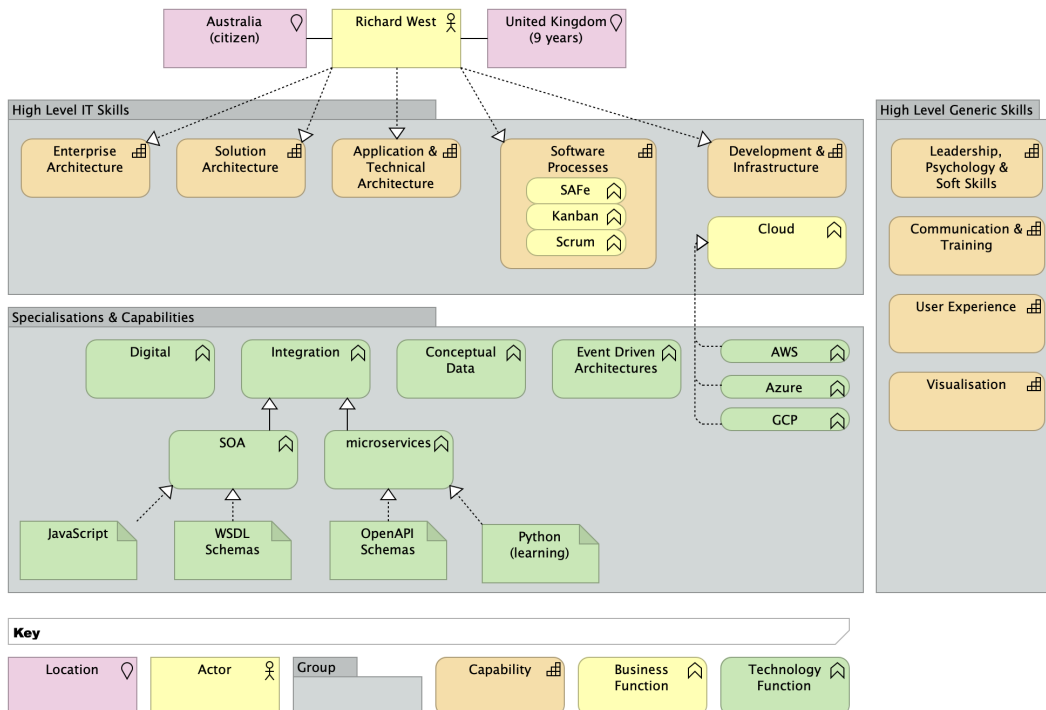 Australia
(citizen)
Richard West
United Kingdom
(9 years)
High Level IT Skills
High Level Generic Skills
Enterprise
Architecture
Solution
Architecture
Application &
Technical
Architecture
Software
Processes
SAFe
Kanban
Scrum
Development &
Infrastructure
Cloud
Leadership,
Psychology &
Soft Skills
Communication &
Training
User Experience
Visualisation
Specialisations & Capabilities
Digital
Integration
Conceptual
Data
Event Driven
Architectures
AWS
Azure
GCP
SOA
microservices
JavaScript
WSDL
Schemas
OpenAPI
Schemas
Python
(learning)
Key
Location
Actor
Group
Capability
Business
Function
Technology
Function